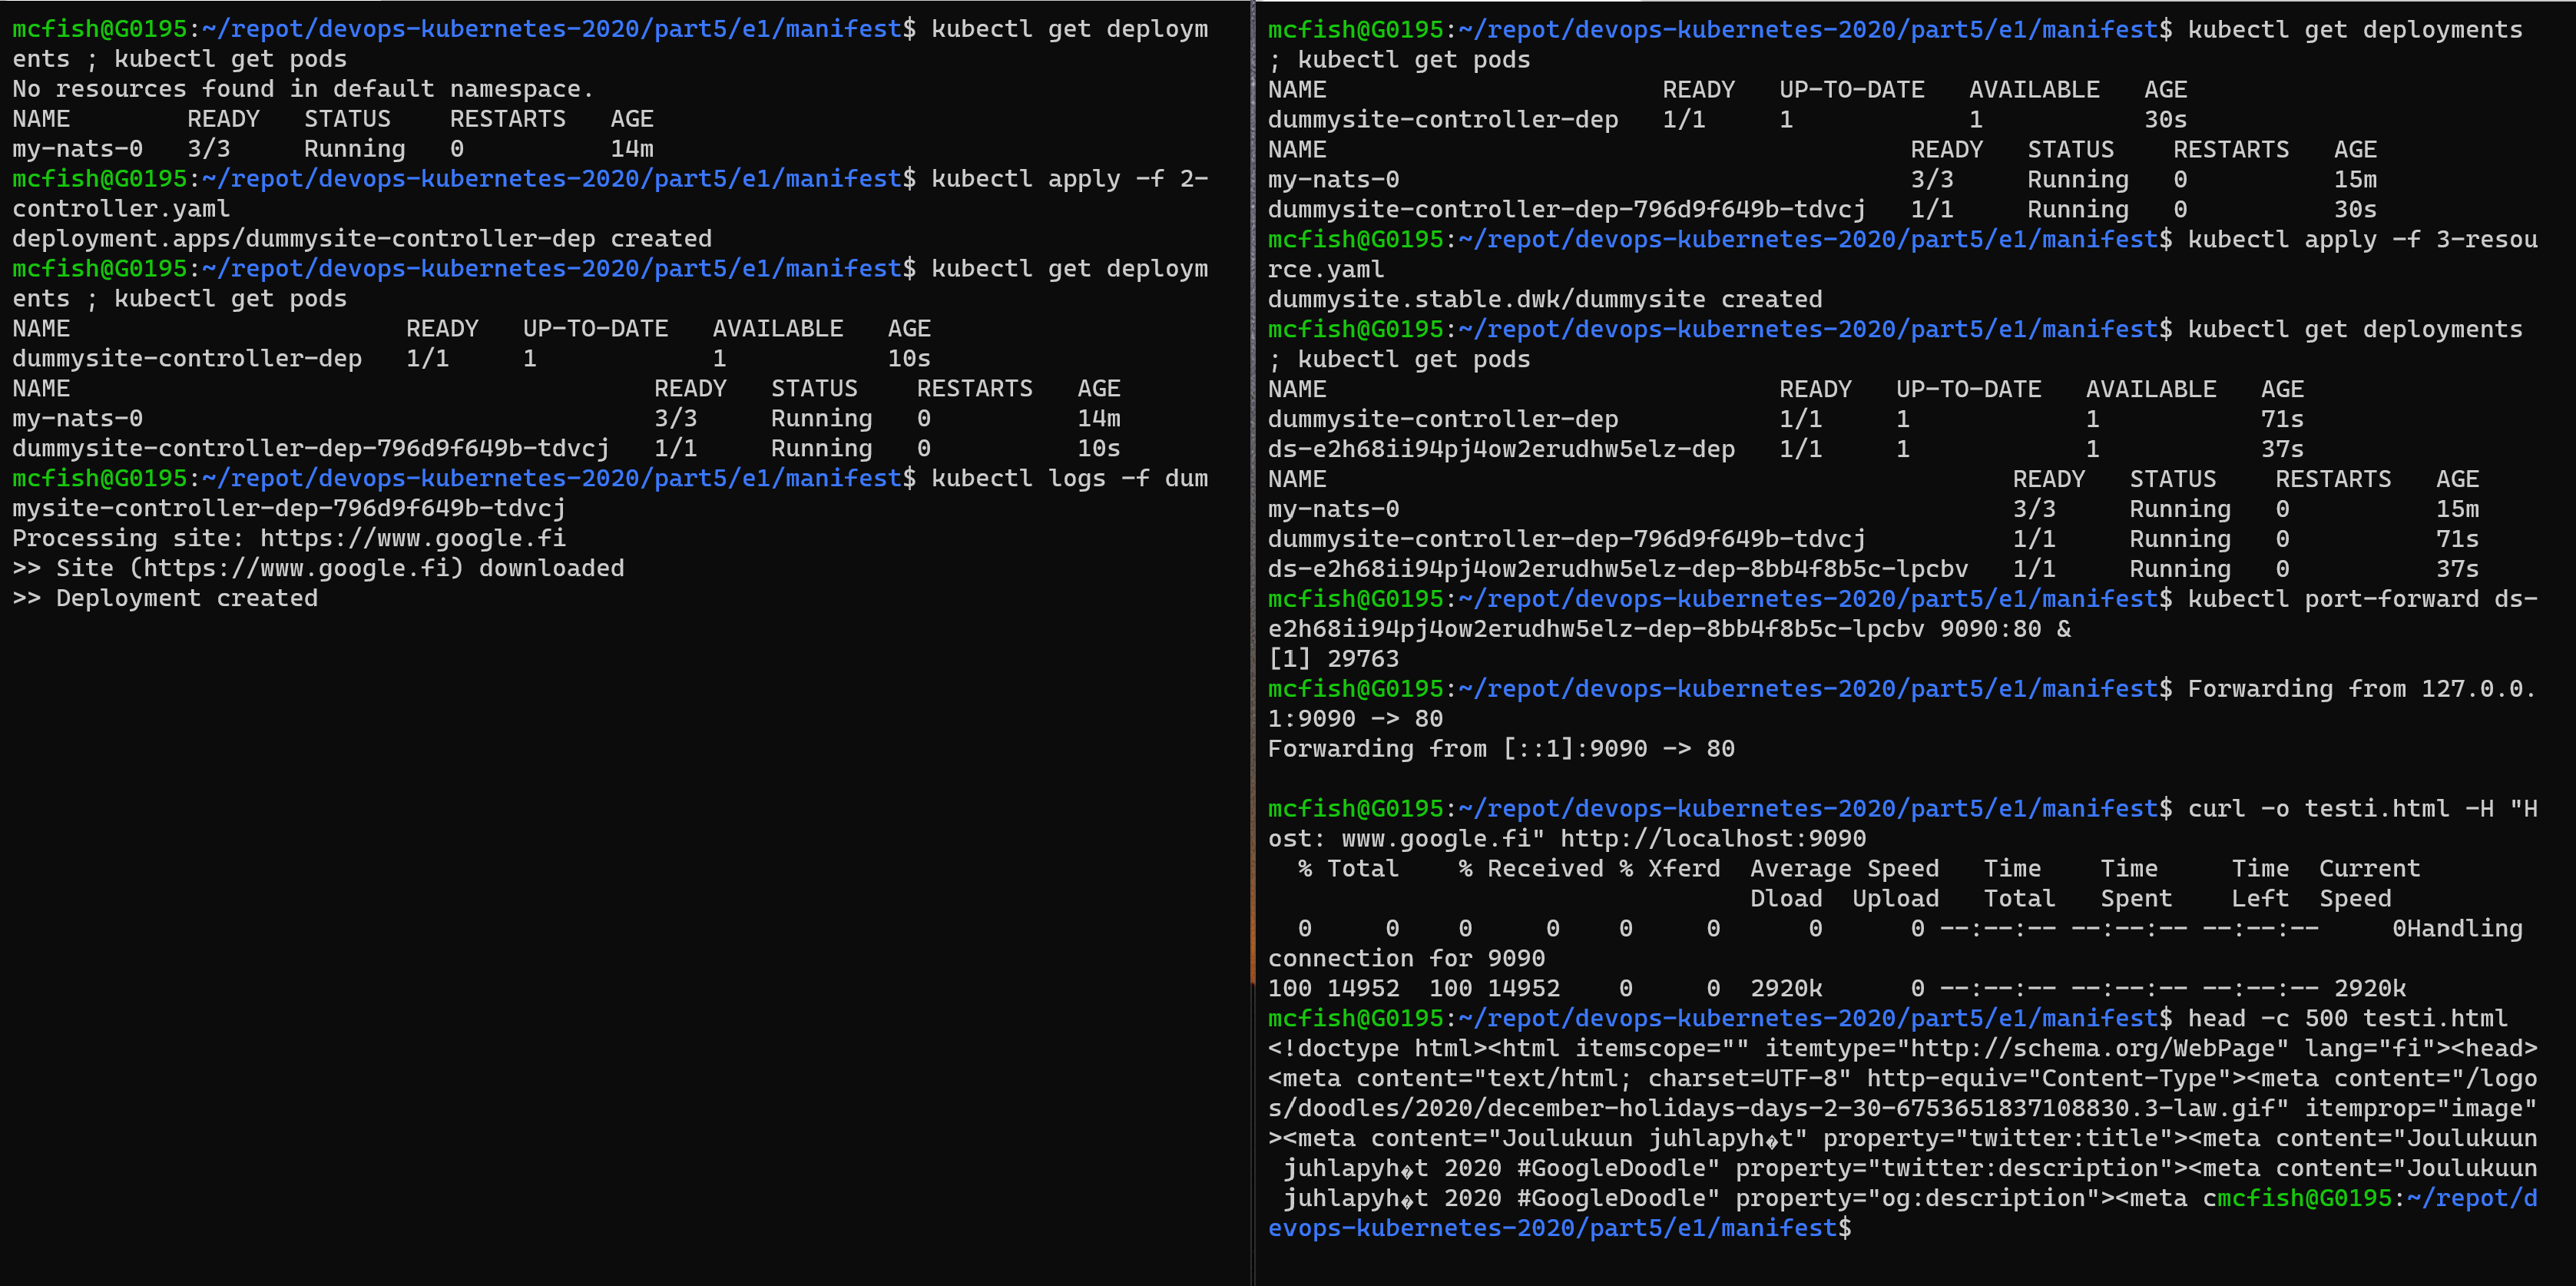 mcfish@G0195:~/repot/devops-kubernetes-2020/part5/e1/manifest$ kubectl get deploym
ents ; kubectl get pods
No resources found in default namespace.
NAME        READY   STATUS    RESTARTS   AGE
my-nats-0   3/3     Running   0          14m
mcfish@G0195:~/repot/devops-kubernetes-2020/part5/e1/manifest$ kubectl apply -f 2-
controller.yaml
deployment.apps/dummysite-controller-dep created
mcfish@G0195:~/repot/devops-kubernetes-2020/part5/e1/manifest$ kubectl get deploym
ents ; kubectl get pods
NAME                       READY   UP-TO-DATE   AVAILABLE   AGE
dummysite-controller-dep   1/1     1            1           10s
NAME                                        READY   STATUS    RESTARTS   AGE
my-nats-0                                   3/3     Running   0          14m
dummysite-controller-dep-796d9f649b-tdvcj   1/1     Running   0          10s
mcfish@G0195:~/repot/devops-kubernetes-2020/part5/e1/manifest$ kubectl logs -f dum
mysite-controller-dep-796d9f649b-tdvcj
Processing site: https://www.google.fi
>> Site (https://www.google.fi) downloaded
>> Deployment created
mcfish@G0195:~/repot/devops-kubernetes-2020/part5/e1/manifest$ kubectl get deployments
; kubectl get pods
NAME                       READY   UP-TO-DATE   AVAILABLE   AGE
dummysite-controller-dep   1/1     1            1           30s
NAME                                        READY   STATUS    RESTARTS   AGE
my-nats-0                                   3/3     Running   0          15m
dummysite-controller-dep-796d9f649b-tdvcj   1/1     Running   0          30s
mcfish@G0195:~/repot/devops-kubernetes-2020/part5/e1/manifest$ kubectl apply -f 3-resou
rce.yaml
dummysite.stable.dwk/dummysite created
mcfish@G0195:~/repot/devops-kubernetes-2020/part5/e1/manifest$ kubectl get deployments
; kubectl get pods
NAME                               READY   UP-TO-DATE   AVAILABLE   AGE
dummysite-controller-dep           1/1     1            1           71s
ds-e2h68ii94pj4ow2erudhw5elz-dep   1/1     1            1           37s
NAME                                               READY   STATUS    RESTARTS   AGE
my-nats-0                                          3/3     Running   0          15m
dummysite-controller-dep-796d9f649b-tdvcj          1/1     Running   0          71s
ds-e2h68ii94pj4ow2erudhw5elz-dep-8bb4f8b5c-lpcbv   1/1     Running   0          37s
mcfish@G0195:~/repot/devops-kubernetes-2020/part5/e1/manifest$ kubectl port-forward ds-
e2h68ii94pj4ow2erudhw5elz-dep-8bb4f8b5c-lpcbv 9090:80 &
[1] 29763
mcfish@G0195:~/repot/devops-kubernetes-2020/part5/e1/manifest$ Forwarding from 127.0.0.
1:9090 -> 80
Forwarding from [::1]:9090 -> 80
mcfish@G0195:~/repot/devops-kubernetes-2020/part5/e1/manifest$ curl -o testi.html -H "H
ost: www.google.fi" http://localhost:9090
  % Total    % Received % Xferd  Average Speed   Time    Time     Time  Current
                                 Dload  Upload   Total   Spent    Left  Speed
  0     0    0     0    0     0      0      0 --:--:-- --:--:-- --:--:--     0Handling
connection for 9090
100 14952  100 14952    0     0  2920k      0 --:--:-- --:--:-- --:--:-- 2920k
mcfish@G0195:~/repot/devops-kubernetes-2020/part5/e1/manifest$ head -c 500 testi.html
<!doctype html><html itemscope="" itemtype="http://schema.org/WebPage" lang="fi"><head>
<meta content="text/html; charset=UTF-8" http-equiv="Content-Type"><meta content="/logo
s/doodles/2020/december-holidays-days-2-30-6753651837108830.3-law.gif" itemprop="image"
><meta content="Joulukuun juhlapyh�t" property="twitter:title"><meta content="Joulukuun
 juhlapyh�t 2020 #GoogleDoodle" property="twitter:description"><meta content="Joulukuun
 juhlapyh�t 2020 #GoogleDoodle" property="og:description"><meta cmcfish@G0195:~/repot/d
evops-kubernetes-2020/part5/e1/manifest$